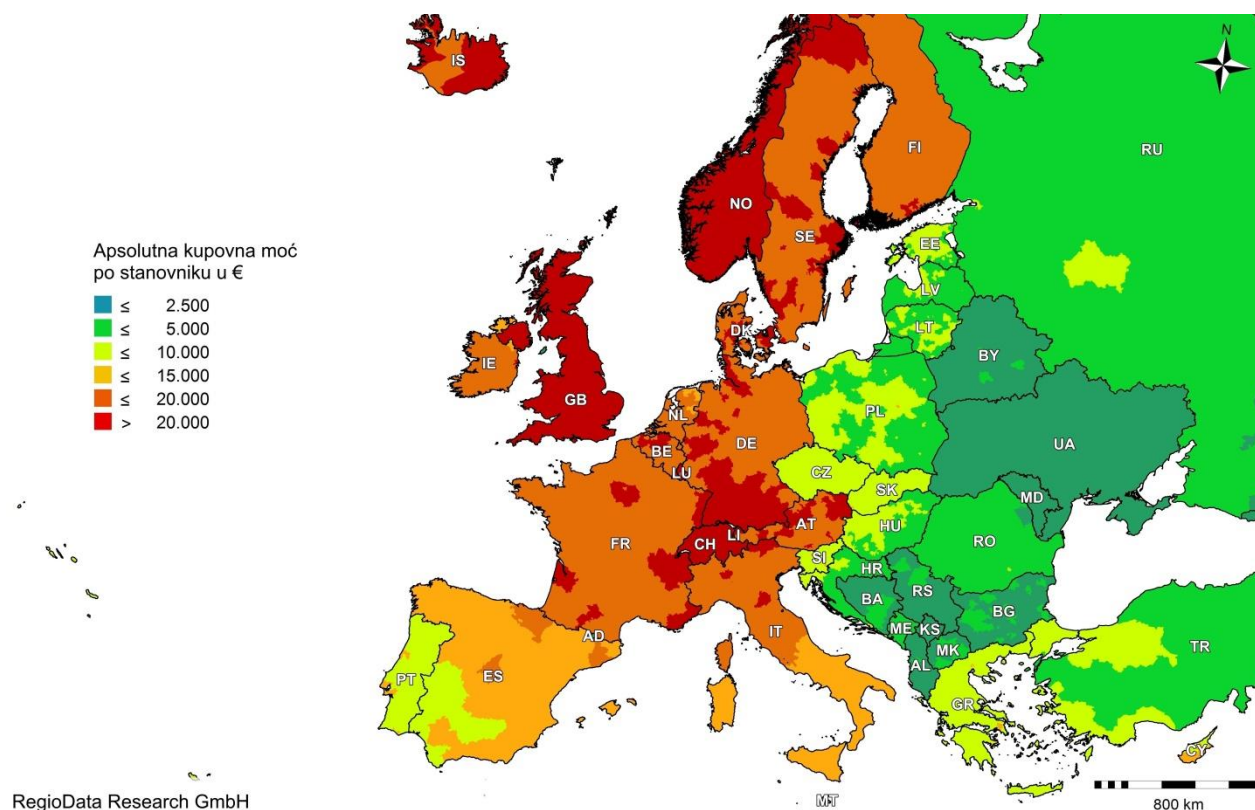 N
IS
RU
FI
NO
SE
EE
Apsolutna kupovna moć
po stanovniku u €
≤ 2.500
≤ 5.000
≤ 10.000
≤ 15.000
≤ 20.000
> 20.000
LV
LT
DK
BY
IE
GB
NL
PL
DE
BE
UA
LU
CZ
SK
MD
AT
HU
FR
LI
CH
RO
SI
HR
BA
RS
BG
ME
KS
IT
AD
MK
TR
AL
PT
ES
GR
CY
MT
RegioData Research GmbH
800 km